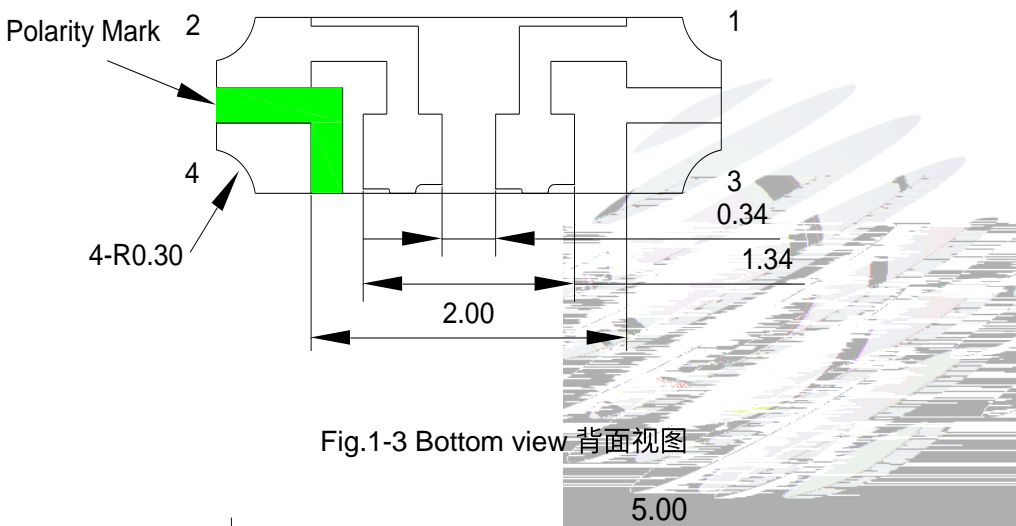 Polarity Mark 2 1
4 3
0.34
4-R0.30
1.34
2.00
Fig.1-3 Bottom view 背面视图
5.00